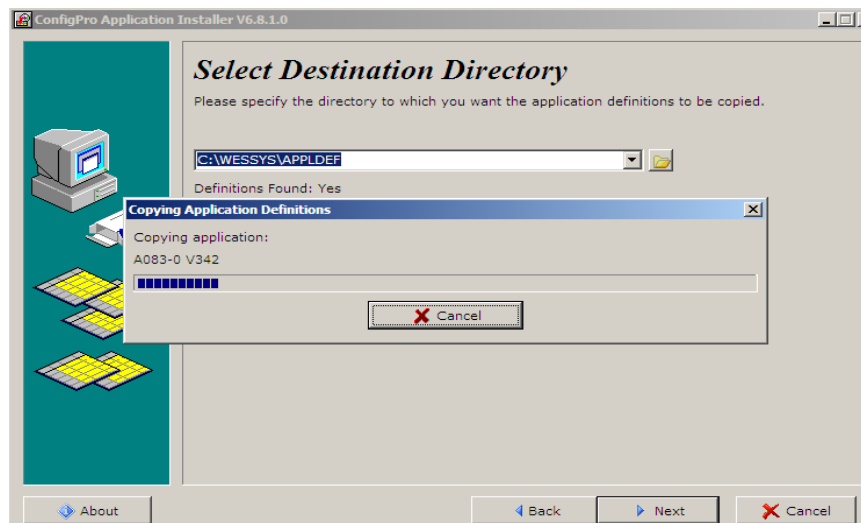 ConfigPro Application Installer V6.8.1.0
Select Destination Directory
Please specify the directory to which you want the application definitions to be copied.
C:\WESSYS\APPLDEF
Definitions Found: Yes
Copying Application Definitions
Copying application:
A083-0 V342
Cancel
About
Back
Next
Cancel